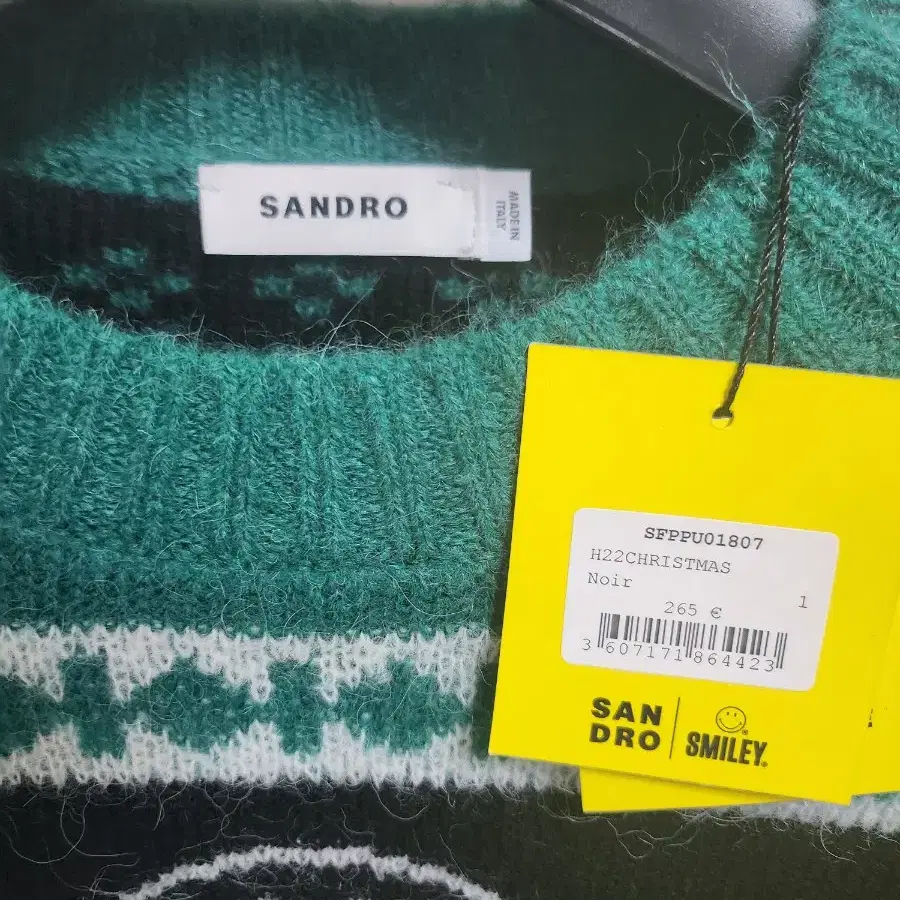 SANDRO
MADE IN
ITALY
SFPPU01807
H22CHRISTMAS
Noir
1
265 €
3 607171 864423
SAN
DRO
SMILEY